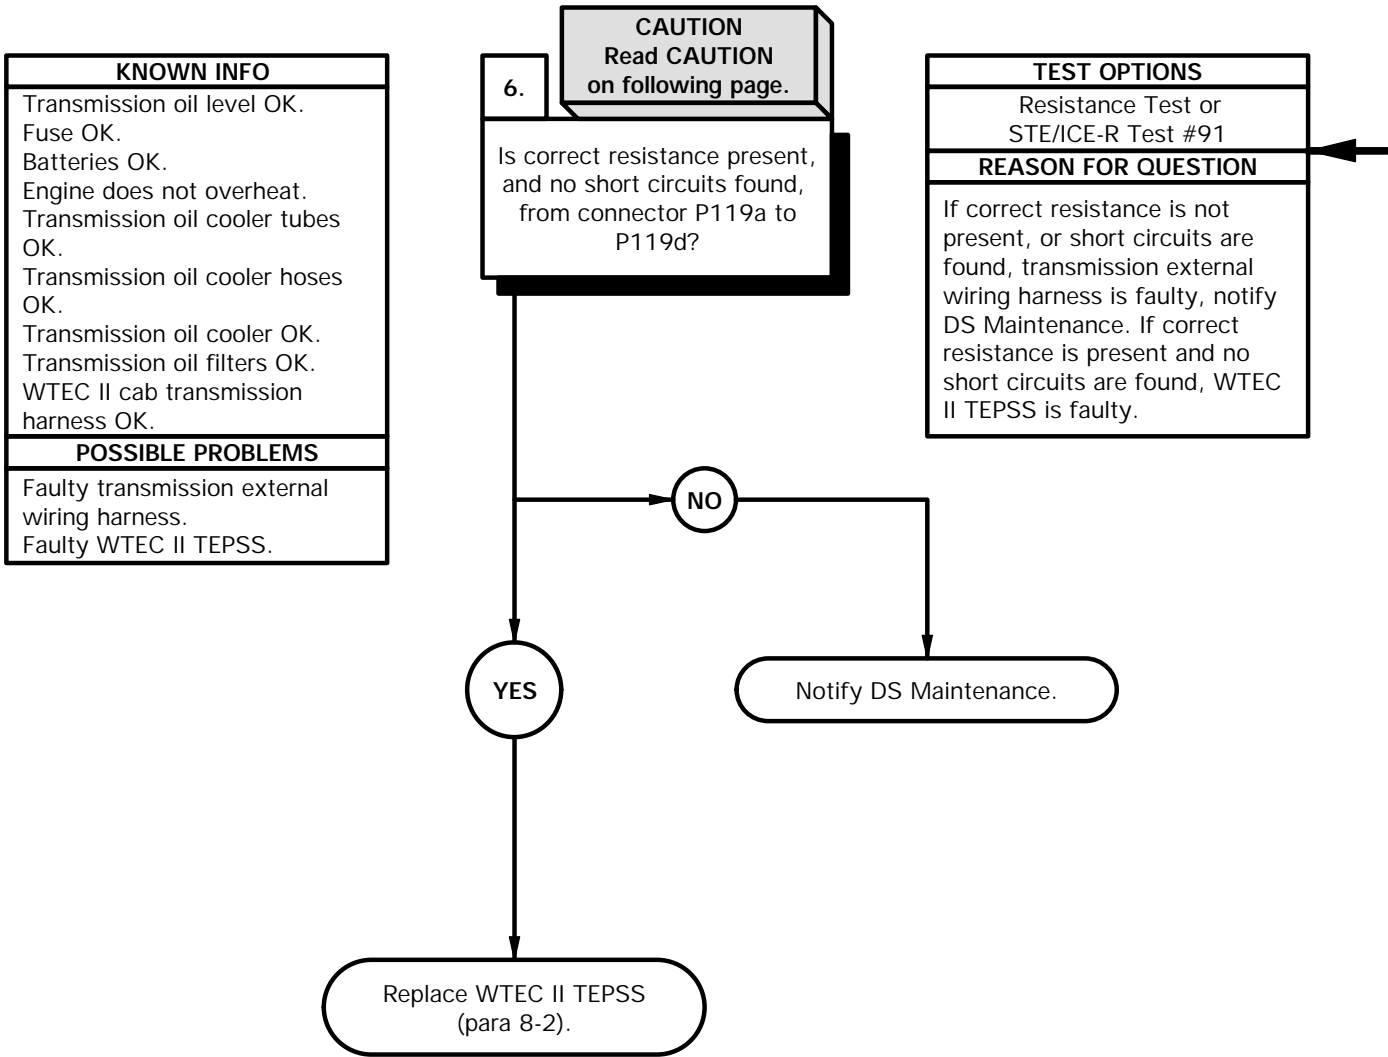 KNOWN INFO
Transmission oil level OK.
Fuse OK.
Batteries OK.
Engine does not overheat.
Transmission oil cooler tubes
OK.
Transmission oil cooler hoses
OK.
Transmission oil cooler OK.
Transmission oil filters OK.
WTEC II cab transmission
harness OK.
POSSIBLE PROBLEMS
Faulty transmission external
wiring harness.
Faulty WTEC II TEPSS.
CAUTION
Read CAUTION
on following page.
6.
Is correct resistance present,
and no short circuits found,
from connector P119a to
P119d?
TEST OPTIONS
Resistance Test or
STE/ICE-R Test #91
REASON FOR QUESTION
If correct resistance is not
present, or short circuits are
found, transmission external
wiring harness is faulty, notify
DS Maintenance. If correct
resistance is present and no
short circuits are found, WTEC
II TEPSS is faulty.
NO
YES
Notify DS Maintenance.
Replace WTEC II TEPSS
(para 8-2).